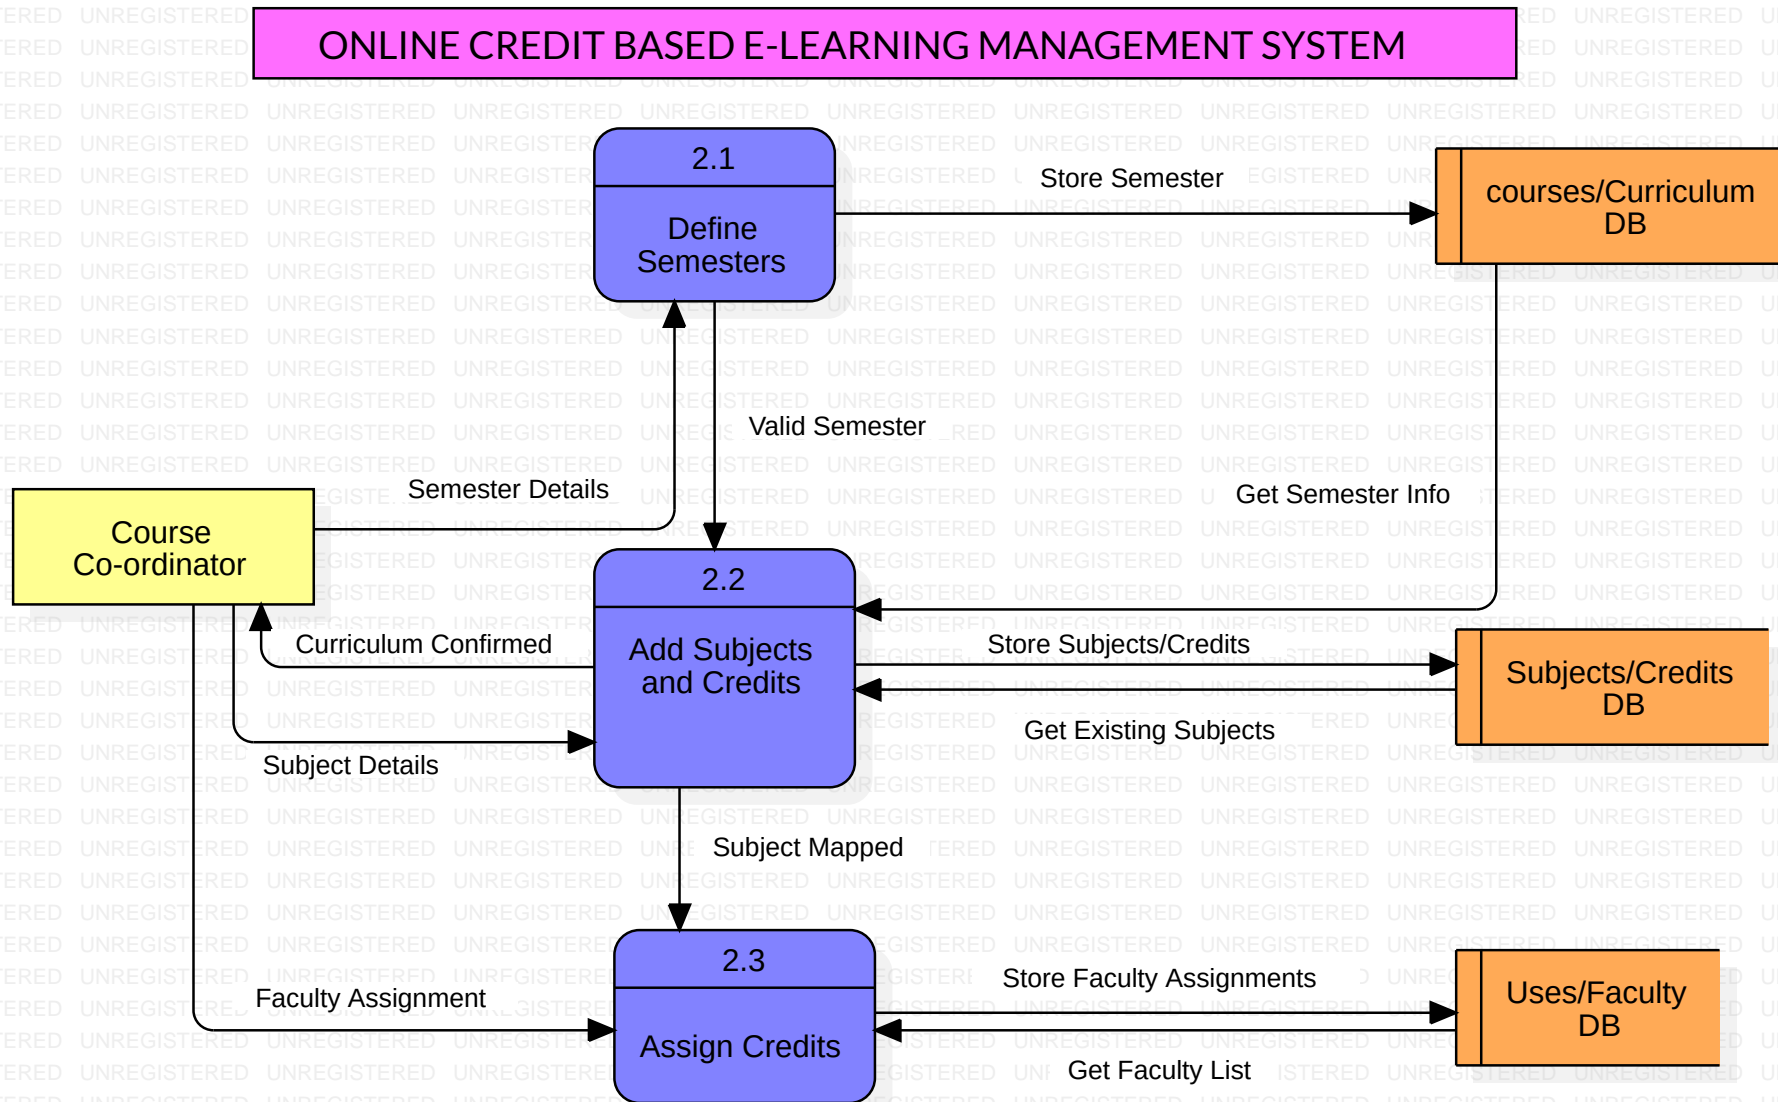 ONLINE CREDIT BASED E-LEARNING MANAGEMENT SYSTEM
2.1
Define
Semesters
Store Semester
courses/Curriculum
DB
Valid Semester
Semester Details
Get Semester Info
Course
Co-ordinator
2.2
Add Subjects
and Credits
Curriculum Confirmed
Store Subjects/Credits
Subjects/Credits
DB
Get Existing Subjects
Subject Details
Subject Mapped
2.3
Assign Credits
Faculty Assignment
Store Faculty Assignments
Uses/Faculty
DB
Get Faculty List
UNREGISTERED